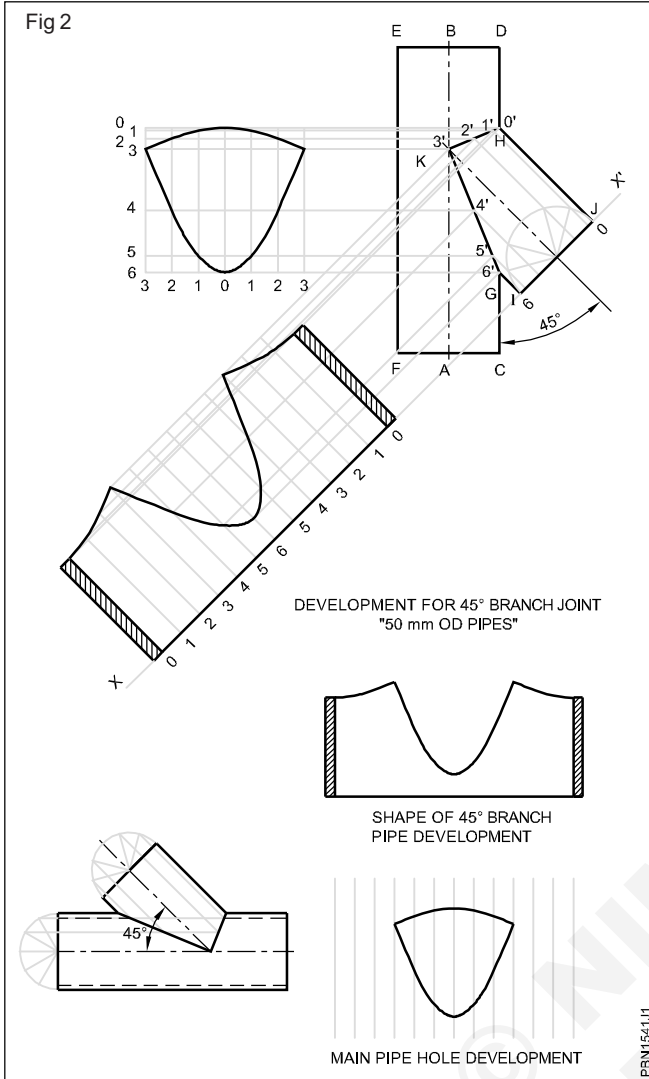 Fig 2
E B D
0
1
2
3
4
5
6
3 2 1 0 1 2 3
3' 2' 1' 0'
H
K
4'
5'
6'
G I 6
J
0
X'
45°
F A C
X
0 1 2 3 4 5 6 5 4 3 2 1 0
DEVELOPMENT FOR 45° BRANCH JOINT
"50 mm OD PIPES"
SHAPE OF 45° BRANCH
PIPE DEVELOPMENT
45°
MAIN PIPE HOLE DEVELOPMENT
PBN1541J1
© NI